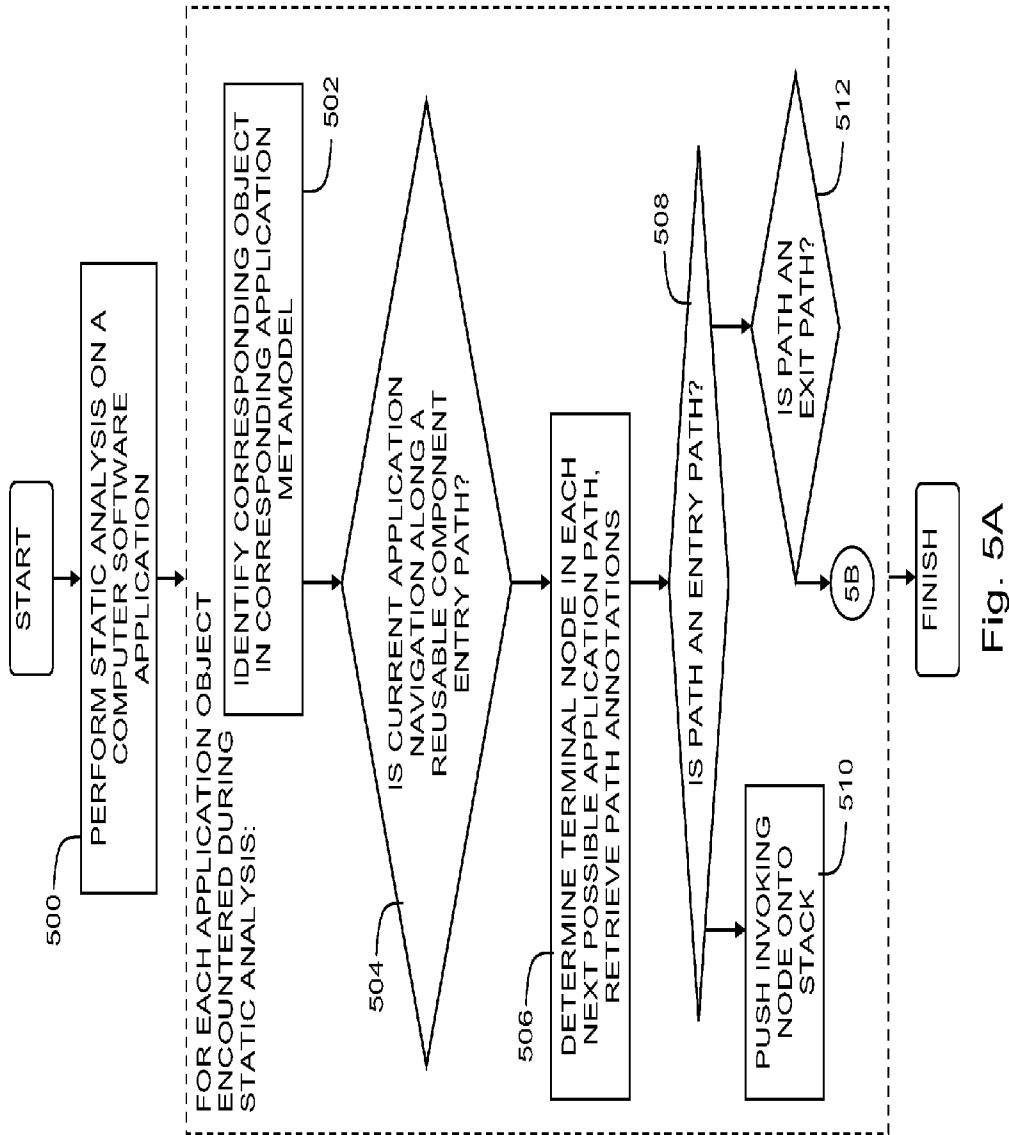 START
500
PERFORM STATIC ANALYSIS ON A
COMPUTER SOFTWARE
APPLICATION
FOR EACH APPLICATION OBJECT
ENCOUNTERED DURING
STATIC ANALYSIS:
IDENTIFY CORRESPONDING OBJECT
IN CORRESPONDING APPLICATION
METAMODEL
502
504
IS CURRENT APPLICATION
NAVIGATION ALONG A
REUSABLE COMPONENT
ENTRY PATH?
506
DETERMINE TERMINAL NODE IN EACH
NEXT POSSIBLE APPLICATION PATH,
RETRIEVE PATH ANNOTATIONS
508
IS PATH AN ENTRY PATH?
PUSH INVOKING
NODE ONTO
STACK
510
IS PATH AN
EXIT PATH?
512
5B
FINISH
Fig. 5A